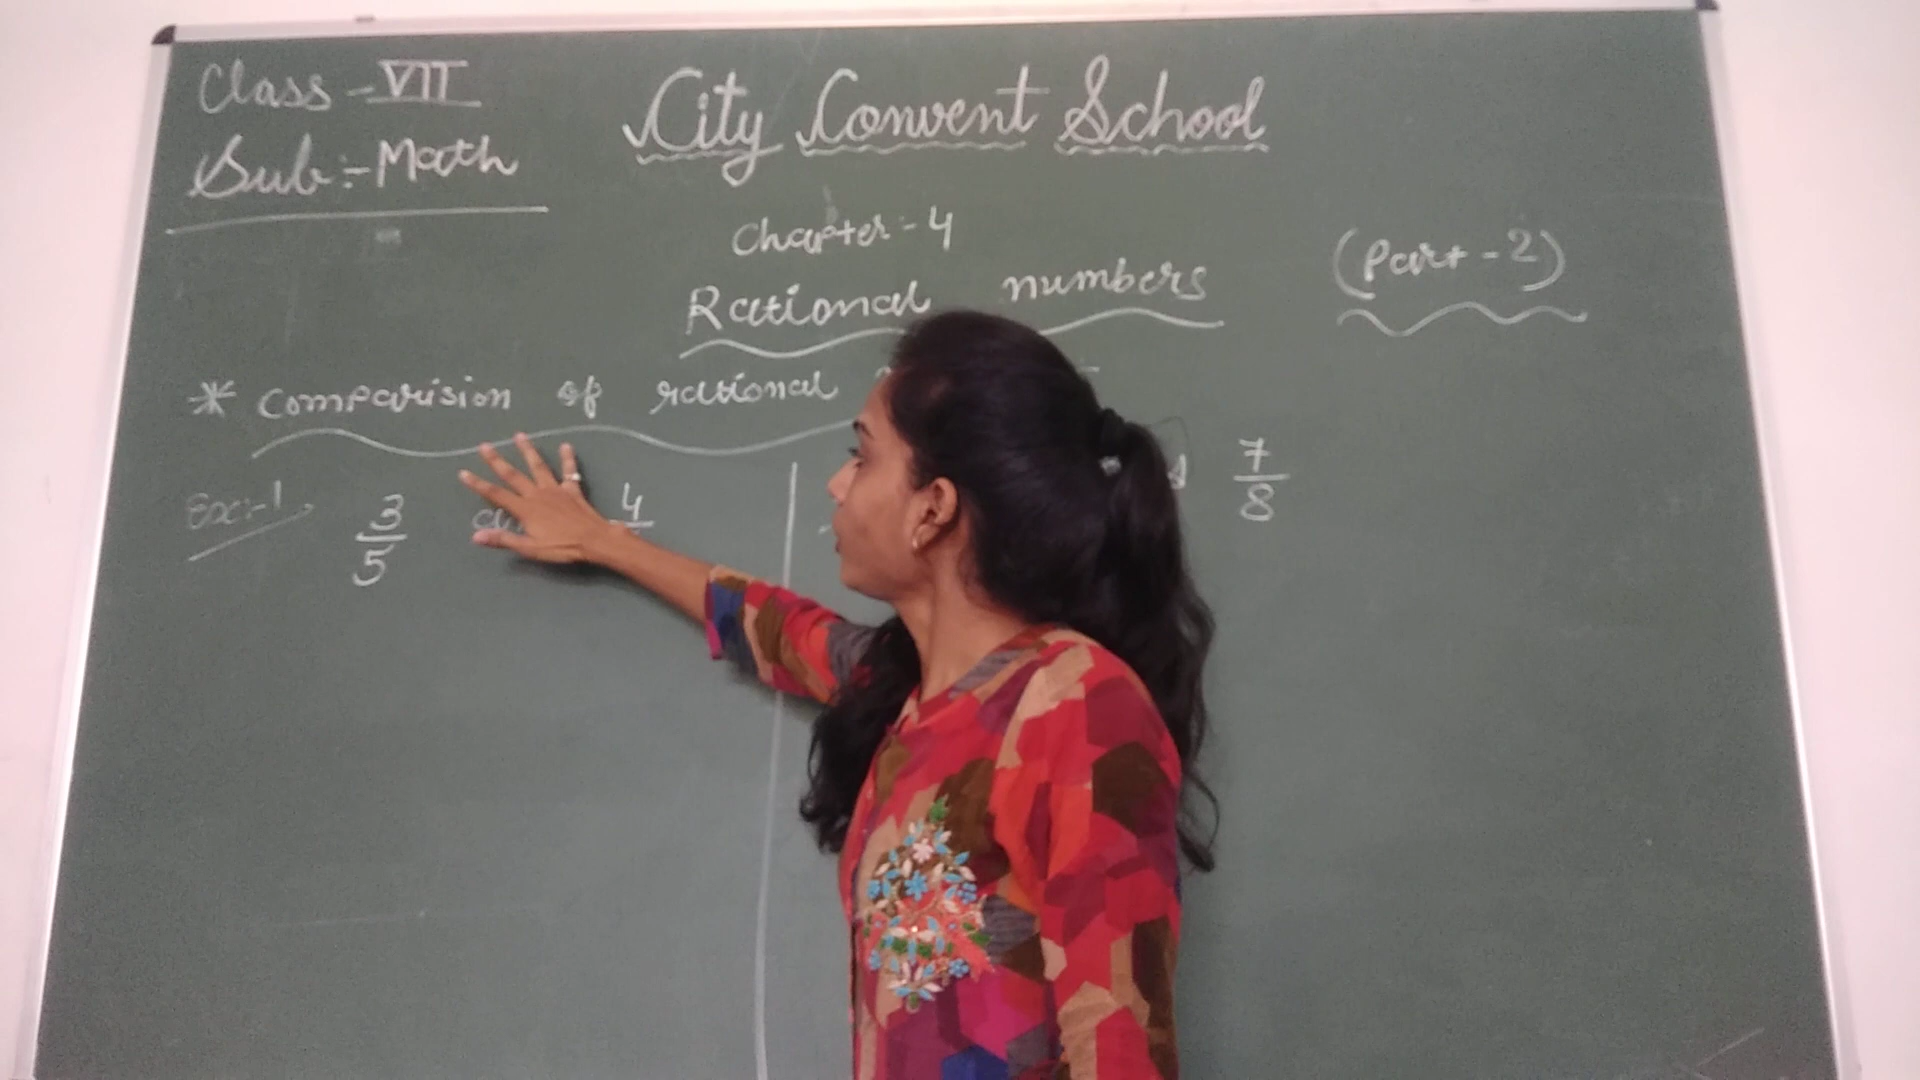 Class - VII
Sub :- Math
City Convent School
Chapter - 4
Rational numbers
(Part - 2)
* Comparision of rational
Ex-1 3/5 4
7/8